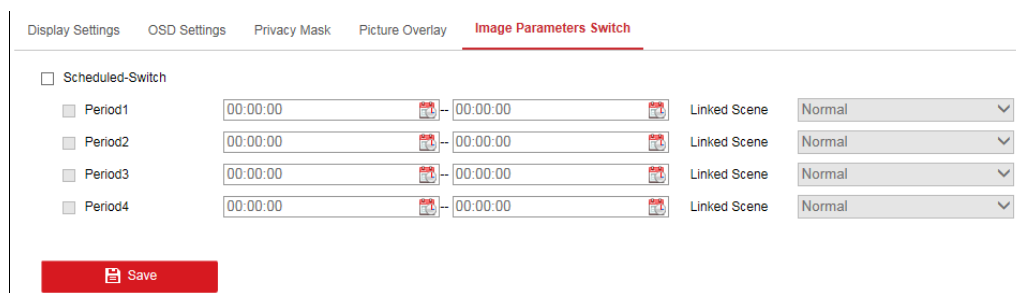 Display Settings OSD Settings Privacy Mask Picture Overlay Image Parameters Switch
Scheduled-Switch
Period1 00:00:00 -- 00:00:00 Linked Scene Normal
Period2 00:00:00 -- 00:00:00 Linked Scene Normal
Period3 00:00:00 -- 00:00:00 Linked Scene Normal
Period4 00:00:00 -- 00:00:00 Linked Scene Normal
Save